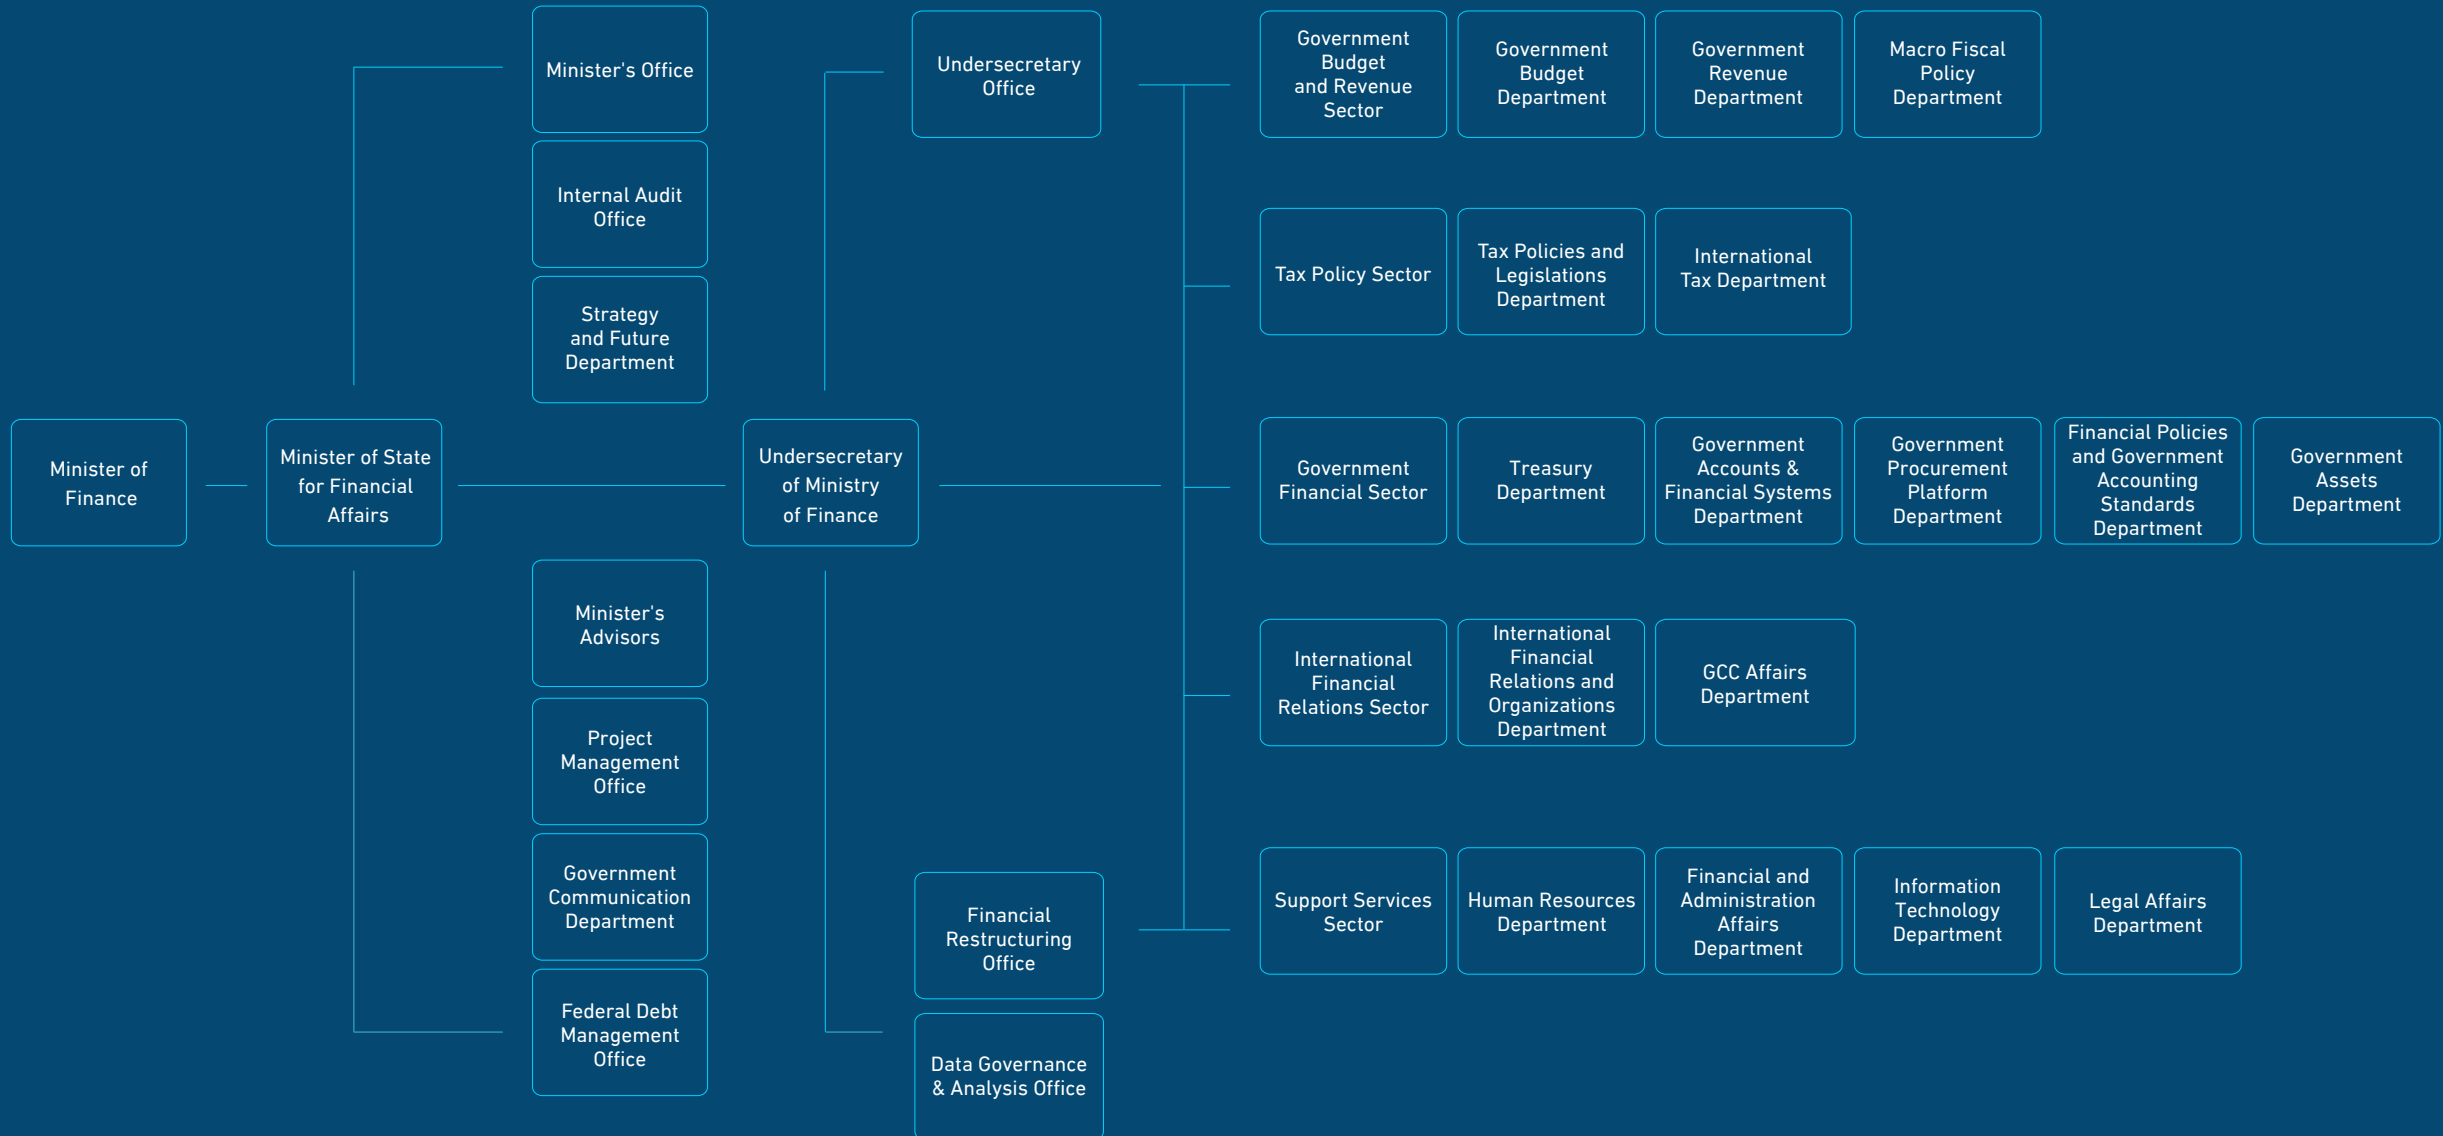 Minister of
Finance
Minister of State
for Financial
Affairs
Minister's Office
Internal Audit
Office
Strategy
and Future
Department
Minister's
Advisors
Project
Management
Office
Government
Communication
Department
Federal Debt
Management
Office
Undersecretary
of Ministry
of Finance
Undersecretary
Office
Financial
Restructuring
Office
Data Governance
& Analysis Office
Government
Budget
and Revenue
Sector
Government
Budget
Department
Government
Revenue
Department
Macro Fiscal
Policy
Department
Tax Policy Sector
Tax Policies and
Legislations
Department
International
Tax Department
Government
Financial Sector
Treasury
Department
Government
Accounts &
Financial Systems
Department
Government
Procurement
Platform
Department
Financial Policies
and Government
Accounting
Standards
Department
Government
Assets
Department
International
Financial
Relations Sector
International
Financial
Relations and
Organizations
Department
GCC Affairs
Department
Support Services
Sector
Human Resources
Department
Financial and
Administration
Affairs
Department
Information
Technology
Department
Legal Affairs
Department